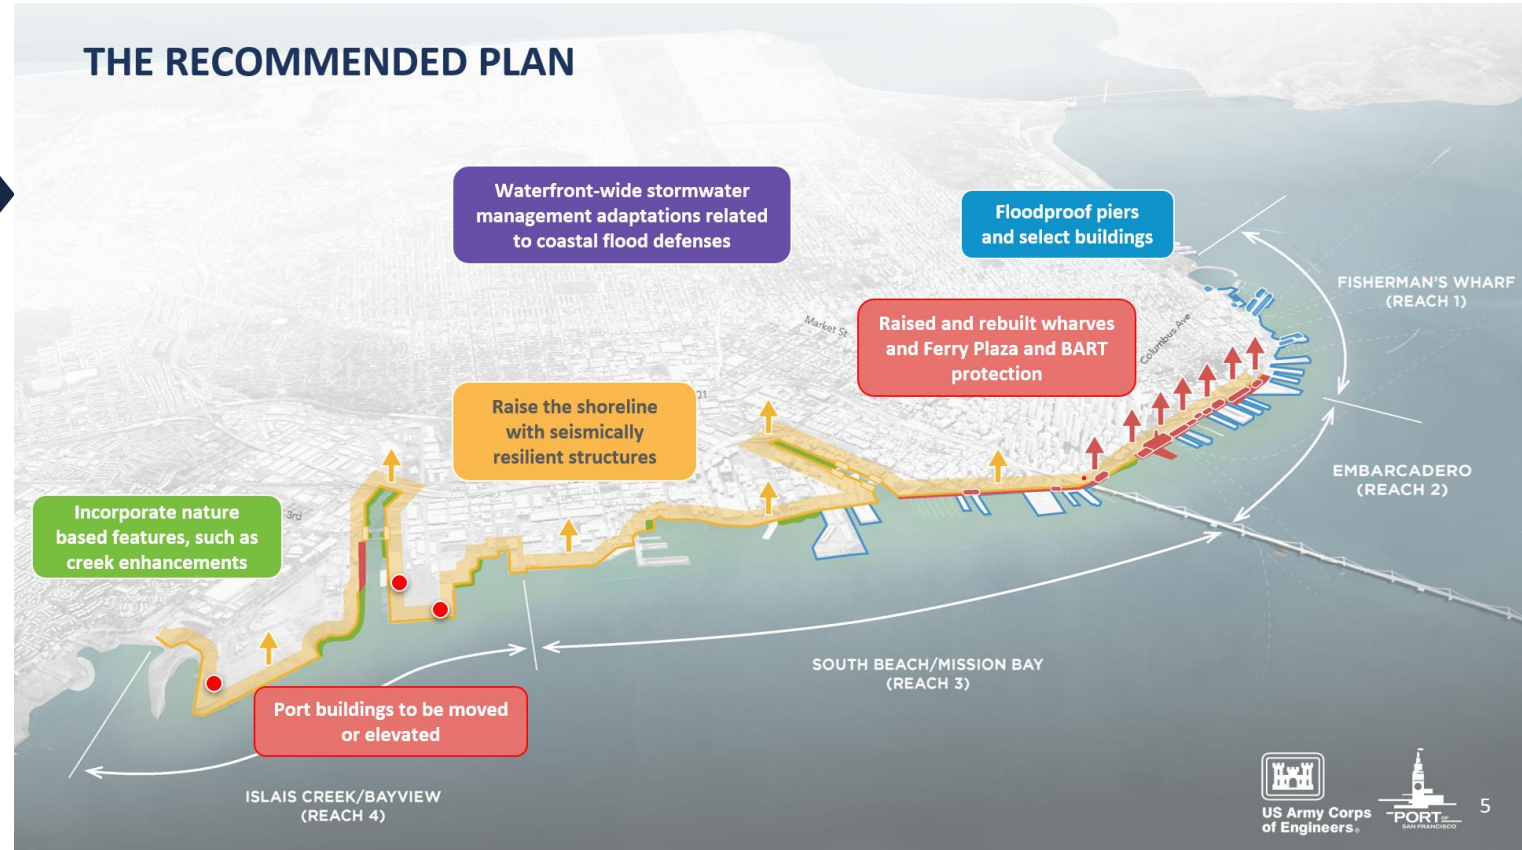 THE RECOMMENDED PLAN
Waterfront-wide stormwater
management adaptations related
to coastal flood defenses
Floodproof piers
and select buildings
FISHERMAN'S WHARF
(REACH 1)
Market St
Raised and rebuilt wharves
and Ferry Plaza and BART
protection
Columbus Ave
Raise the shoreline
with seismically
resilient structures
EMBARCADERO
(REACH 2)
Incorporate nature
based features, such as
creek enhancements
3rd
SOUTH BEACH/MISSION BAY
(REACH 3)
Port buildings to be moved
or elevated
ISLAIS CREEK/BAYVIEW
(REACH 4)
US Army Corps
of Engineers®
PORT OF
SAN FRANCISCO
5